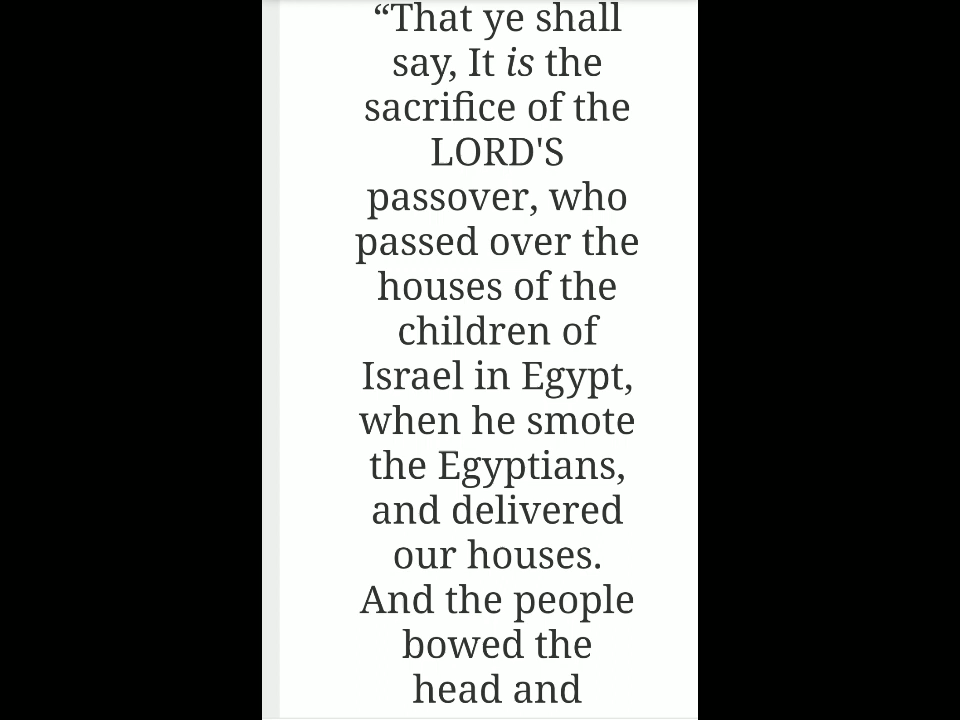 “That ye shall
say, It is the
sacrifice of the
LORD'S
passover, who
passed over the
houses of the
children of
Israel in Egypt,
when he smote
the Egyptians,
and delivered
our houses.
And the people
bowed the
head and